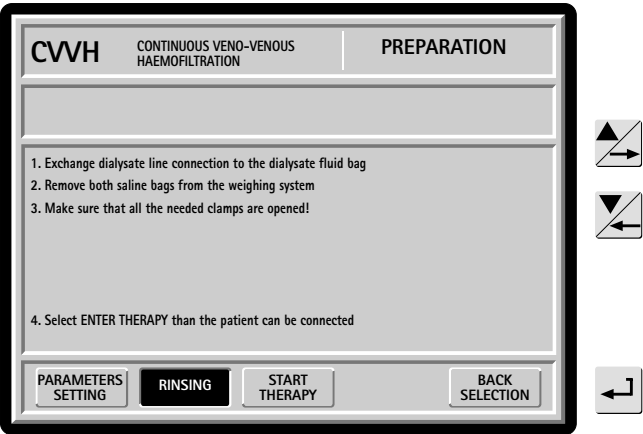 CVVH
CONTINUOUS VENO-VENOUS
HAEMOFILTRATION
PREPARATION
1. Exchange dialysate line connection to the dialysate fluid bag
2. Remove both saline bags from the weighing system
3. Make sure that all the needed clamps are opened!
4. Select ENTER THERAPY than the patient can be connected
PARAMETERS
SETTING
RINSING
START
THERAPY
BACK
SELECTION